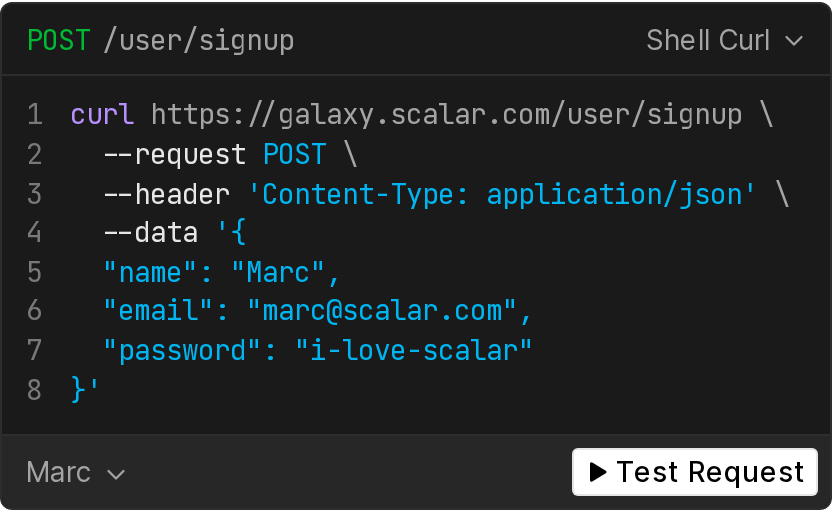 POST /user/signup
Shell Curl
1 curl https://galaxy.scalar.com/user/signup \
2   --request POST \
3   --header 'Content-Type: application/json' \
4   --data '{
5   "name": "Marc",
6   "email": "marc@scalar.com",
7   "password": "i-love-scalar"
8 }'
Marc
Test Request